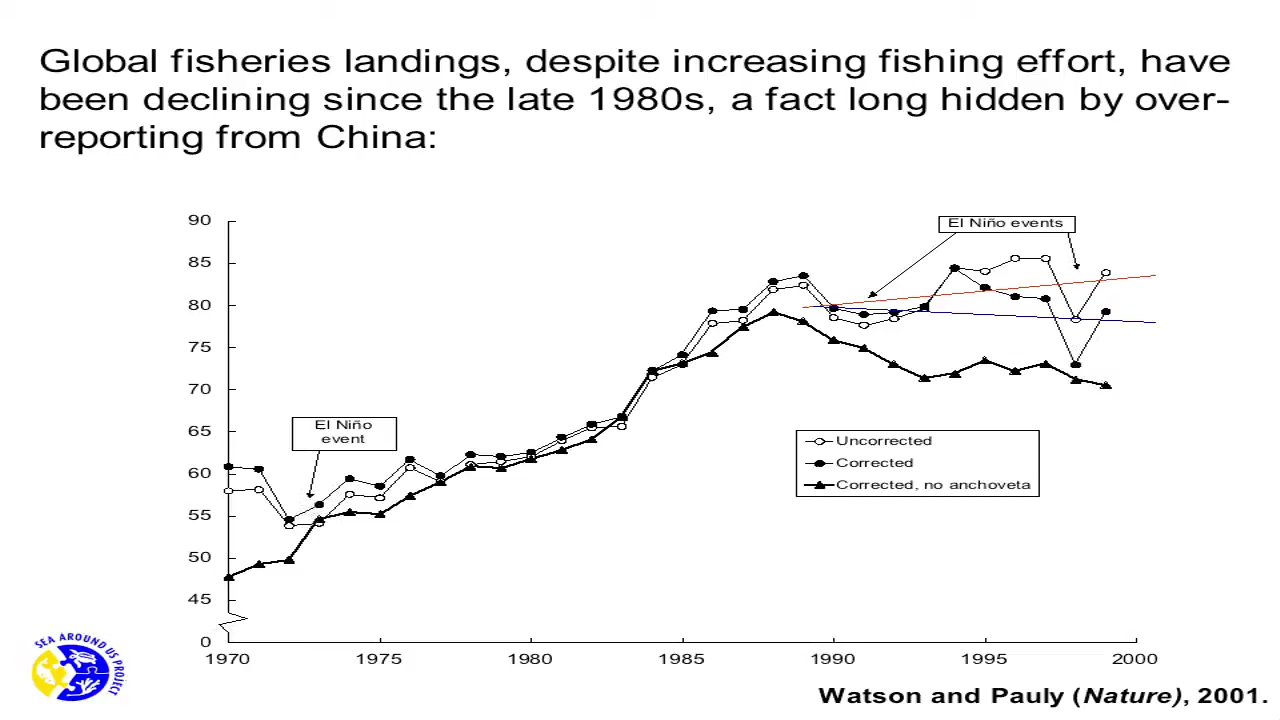 Global fisheries landings, despite increasing fishing effort, have
been declining since the late 1980s, a fact long hidden by over-
reporting from China:
90
El Niño events
85
80
75
70
El Niño
event
65
Uncorrected
Corrected
Corrected, no anchoveta
60
55
50
45
0
1970 1975 1980 1985 1990 1995 2000
SEA AROUND US PROJECT
Watson and Pauly (Nature), 2001.